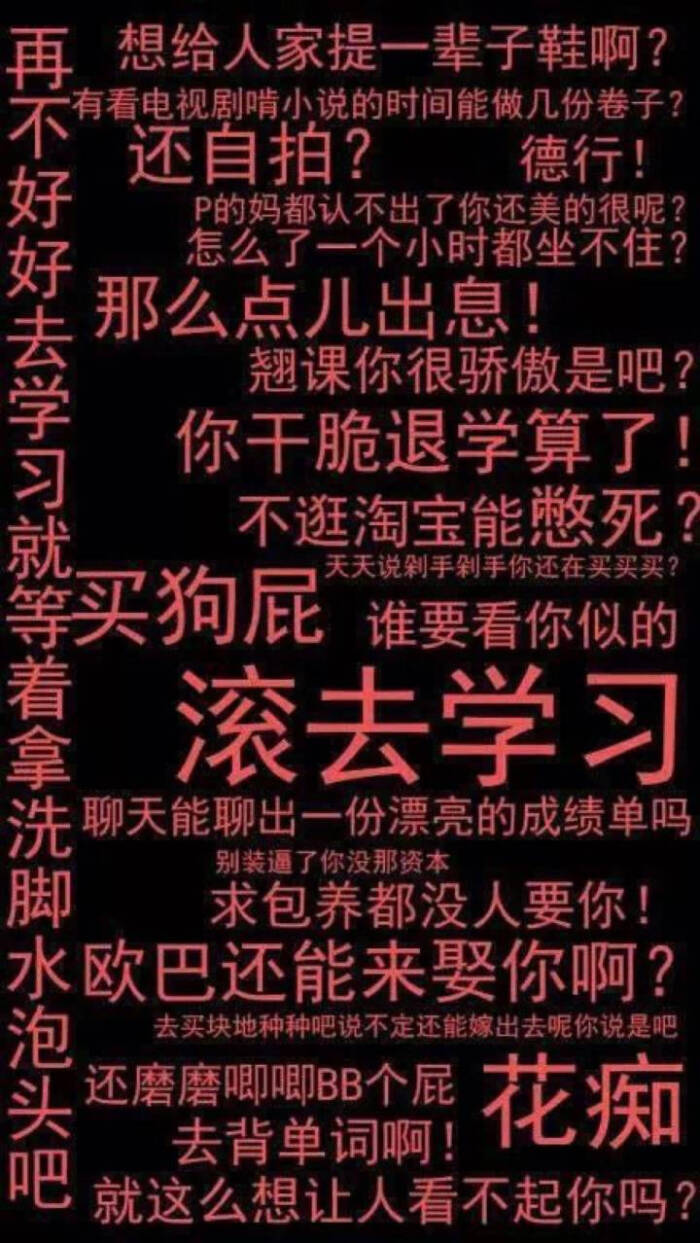 再不好好去学习就等着拿洗脚水泡头吧
想给人家提一辈子鞋啊？
有看电视剧啃小说的时间能做几份卷子？
还自拍？
德行！
P的妈都认不出了你还美的很呢？
怎么了一个小时都坐不住？
那么点儿出息！
翘课你很骄傲是吧？
你干脆退学算了！
不逛淘宝能憋死？
天天说剁手剁手你还在买买买？
买狗屁
谁要看你似的
滚去学习
聊天能聊出一份漂亮的成绩单吗
别装逼了你没那资本
求包养都没人要你！
欧巴还能来娶你啊？
去买块地种种吧说不定还能嫁出去呢你说是吧
还磨磨唧唧BB个屁
花痴
去背单词啊！
就这么想让人看不起你吗？